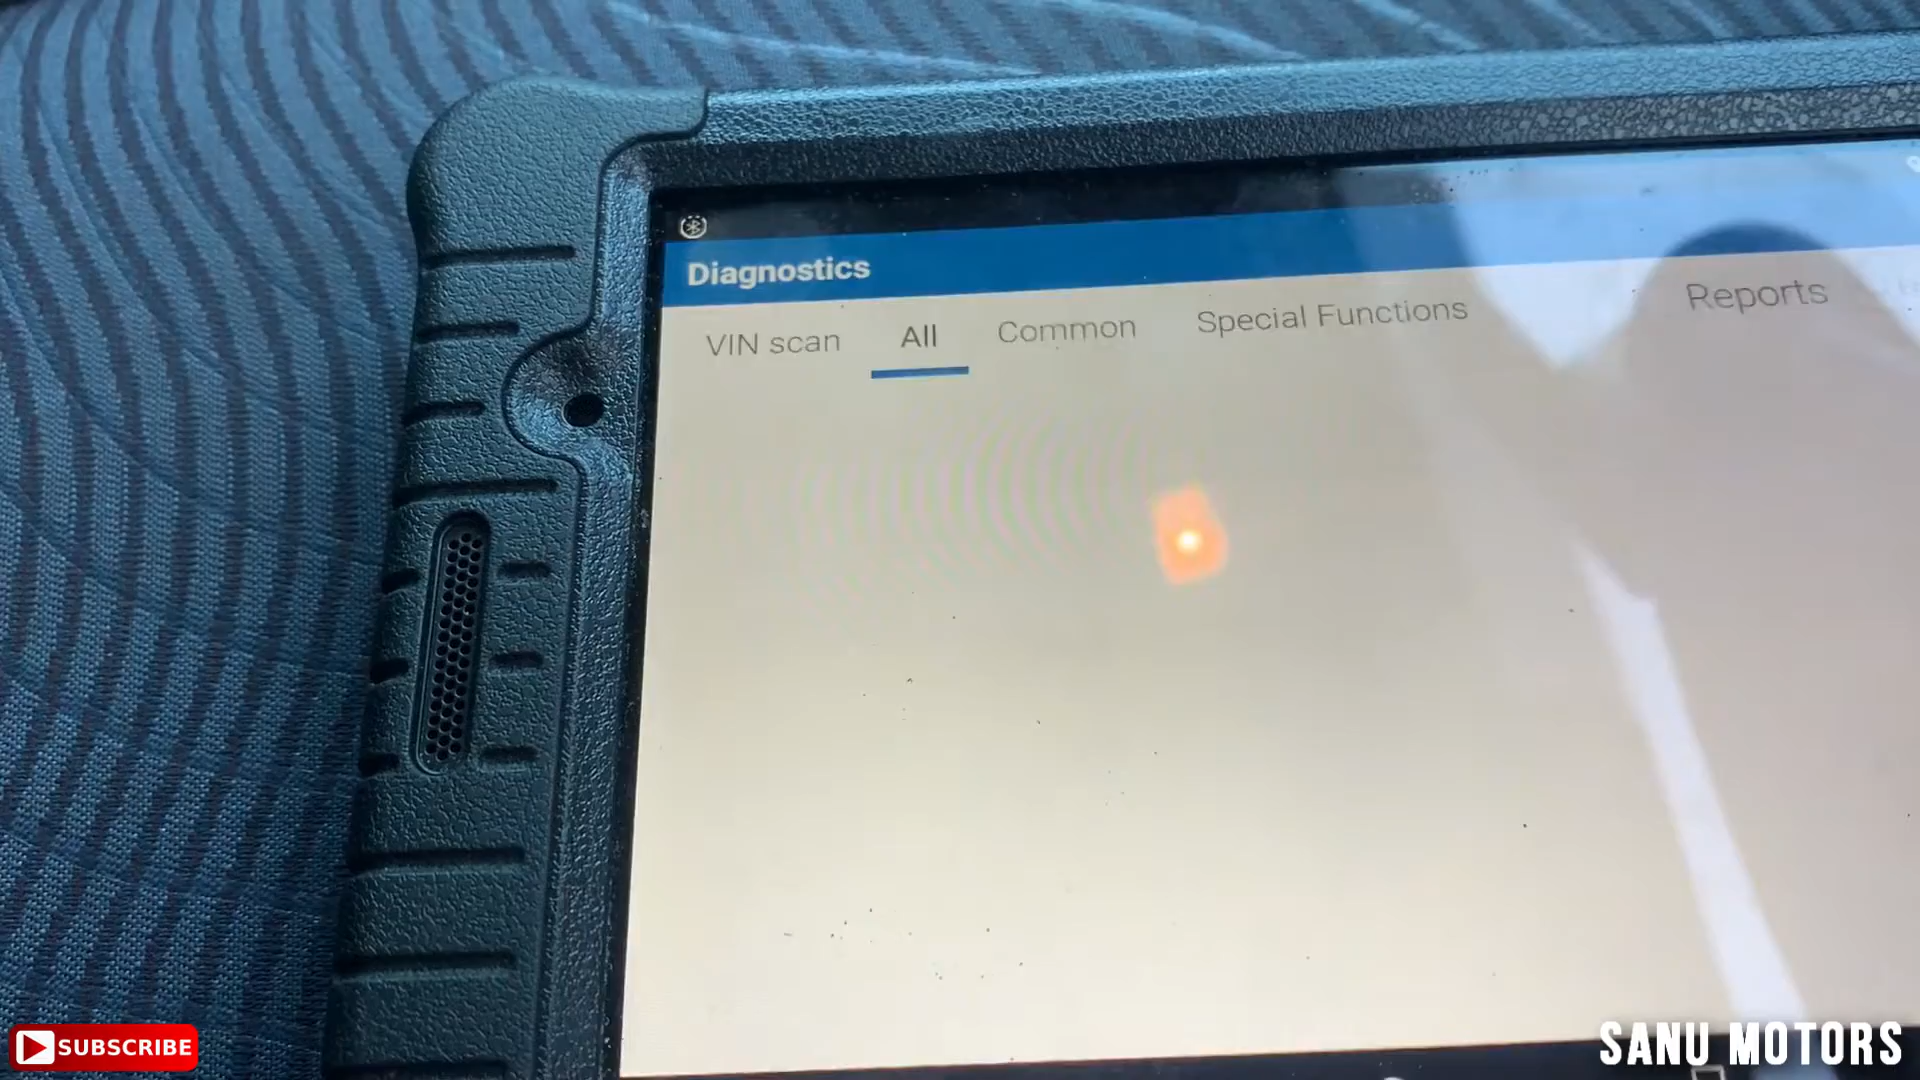 Diagnostics
VIN scan All Common Special Functions Reports
SUBSCRIBE
SANU MOTORS